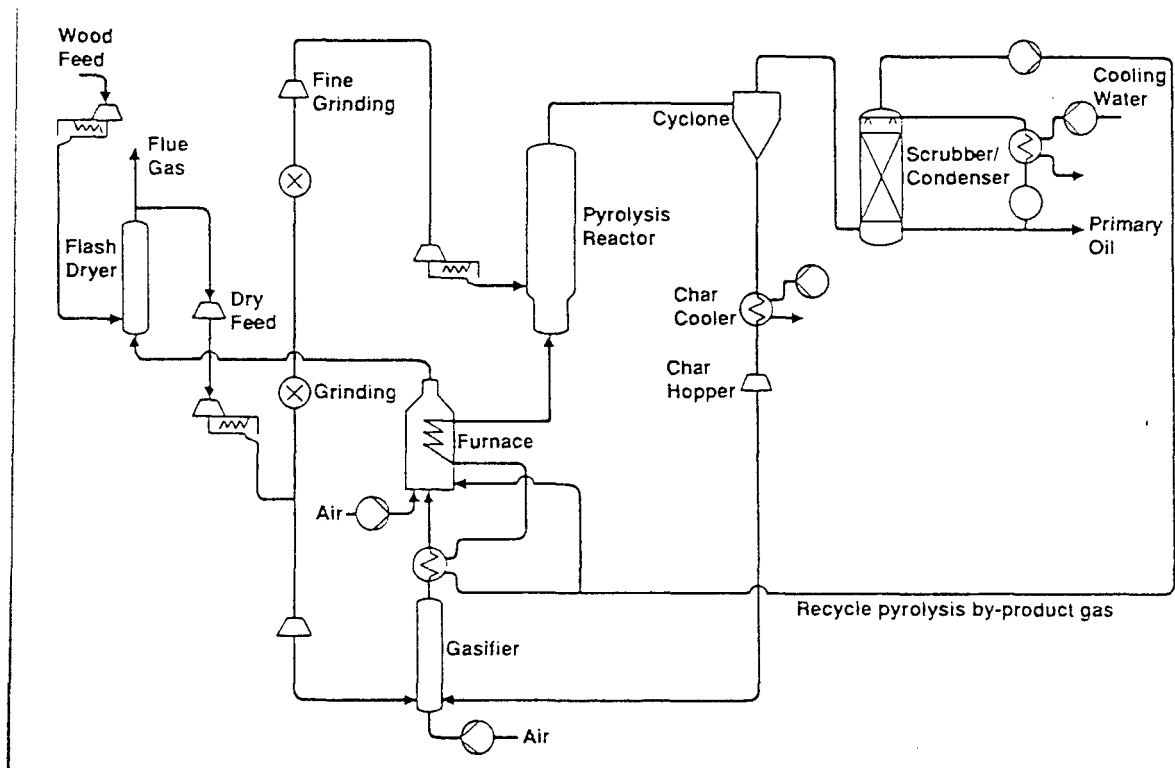 Wood
Feed
Fine
Grinding
Flue
Gas
Flash
Dryer
Dry
Feed
Grinding
Pyrolysis
Reactor
Cyclone
Cooling
Water
Scrubber/
Condenser
Primary
Oil
Char
Cooler
Char
Hopper
Furnace
Air
Recycle pyrolysis by-product gas
Gasifier
Air